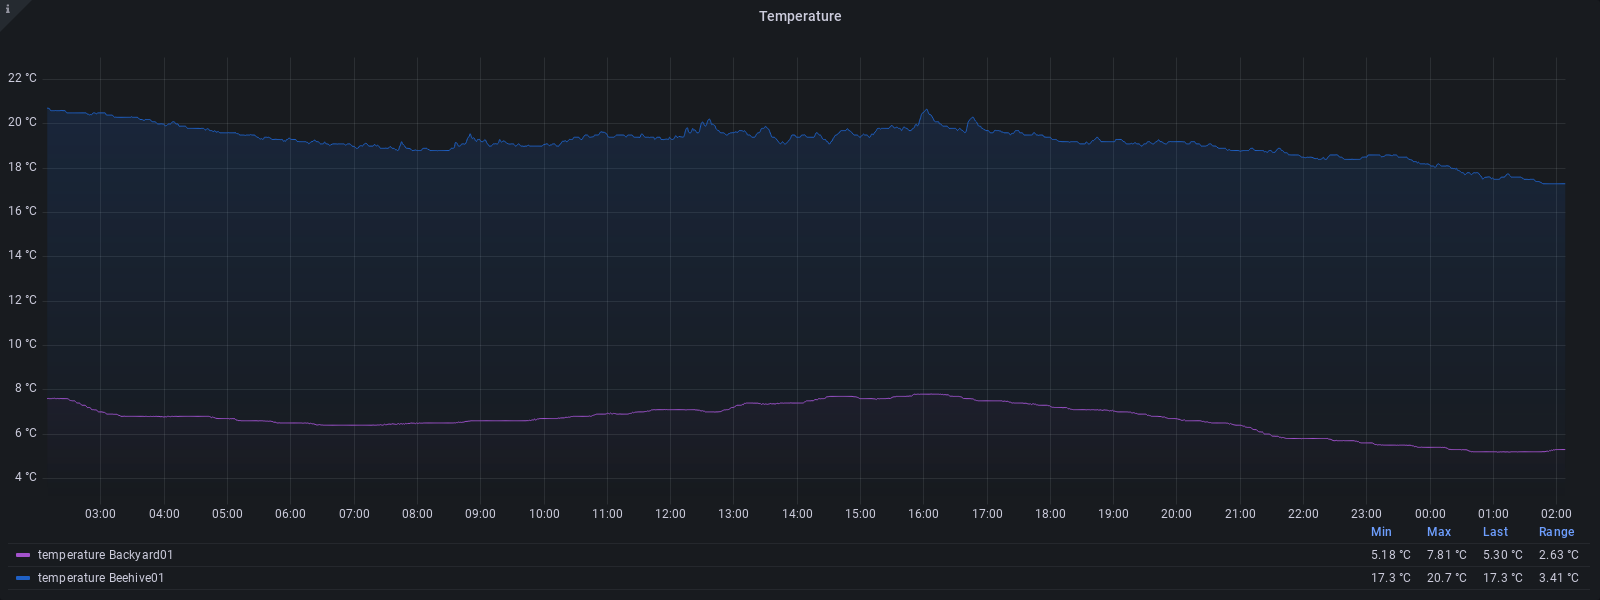 i
Temperature
22 °C
20 °C
18 °C
16 °C
14 °C
12 °C
10 °C
8 °C
6 °C
4 °C
03:00 04:00 05:00 06:00 07:00 08:00 09:00 10:00 11:00 12:00 13:00 14:00 15:00 16:00 17:00 18:00 19:00 20:00 21:00 22:00 23:00 00:00 01:00 02:00
Min Max Last Range
temperature Backyard01 5.18 °C 7.81 °C 5.30 °C 2.63 °C
temperature Beehive01 17.3 °C 20.7 °C 17.3 °C 3.41 °C